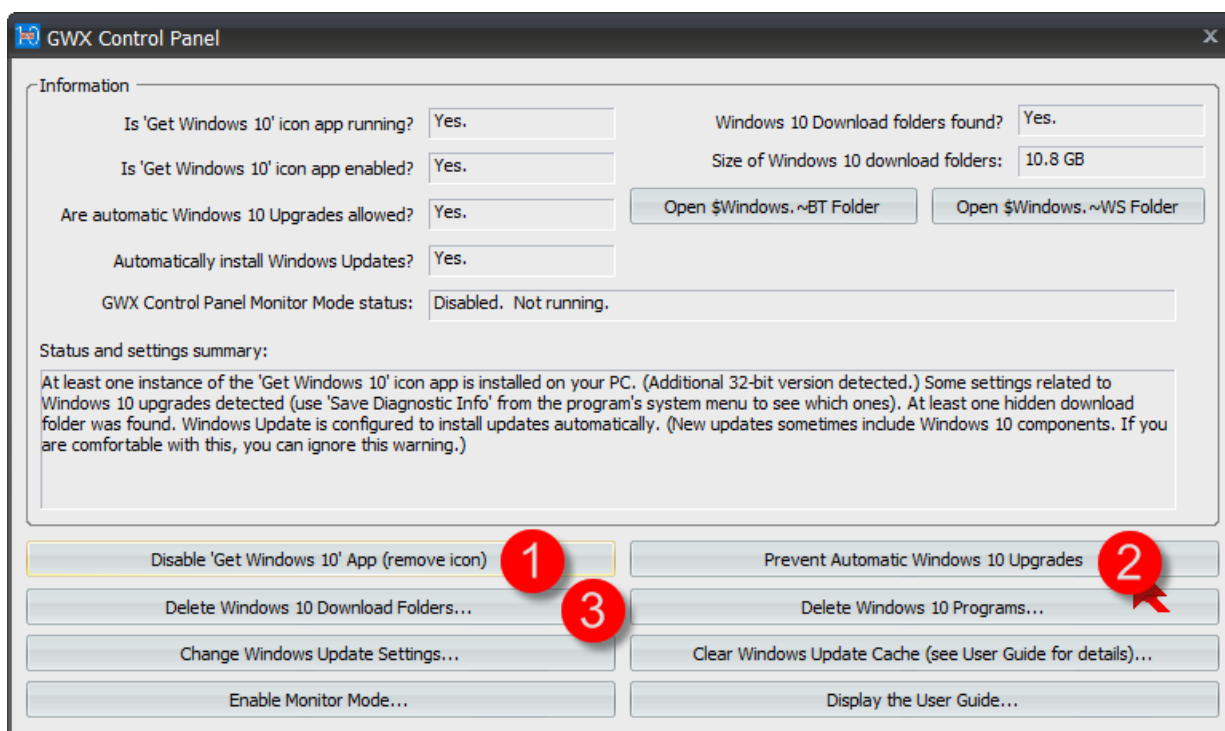 GWX Control Panel
x
Information
Is 'Get Windows 10' icon app running? Yes.
Windows 10 Download folders found? Yes.
Is 'Get Windows 10' icon app enabled? Yes.
Size of Windows 10 download folders: 10.8 GB
Are automatic Windows 10 Upgrades allowed? Yes.
Open $Windows.~BT Folder
Open $Windows.~WS Folder
Automatically install Windows Updates? Yes.
GWX Control Panel Monitor Mode status: Disabled. Not running.
Status and settings summary:
At least one instance of the 'Get Windows 10' icon app is installed on your PC. (Additional 32-bit version detected.) Some settings related to
Windows 10 upgrades detected (use 'Save Diagnostic Info' from the program's system menu to see which ones). At least one hidden download
folder was found. Windows Update is configured to install updates automatically. (New updates sometimes include Windows 10 components. If you
are comfortable with this, you can ignore this warning.)
Disable 'Get Windows 10' App (remove icon) 1
Prevent Automatic Windows 10 Upgrades 2
Delete Windows 10 Download Folders... 3
Delete Windows 10 Programs...
Change Windows Update Settings...
Clear Windows Update Cache (see User Guide for details)...
Enable Monitor Mode...
Display the User Guide...